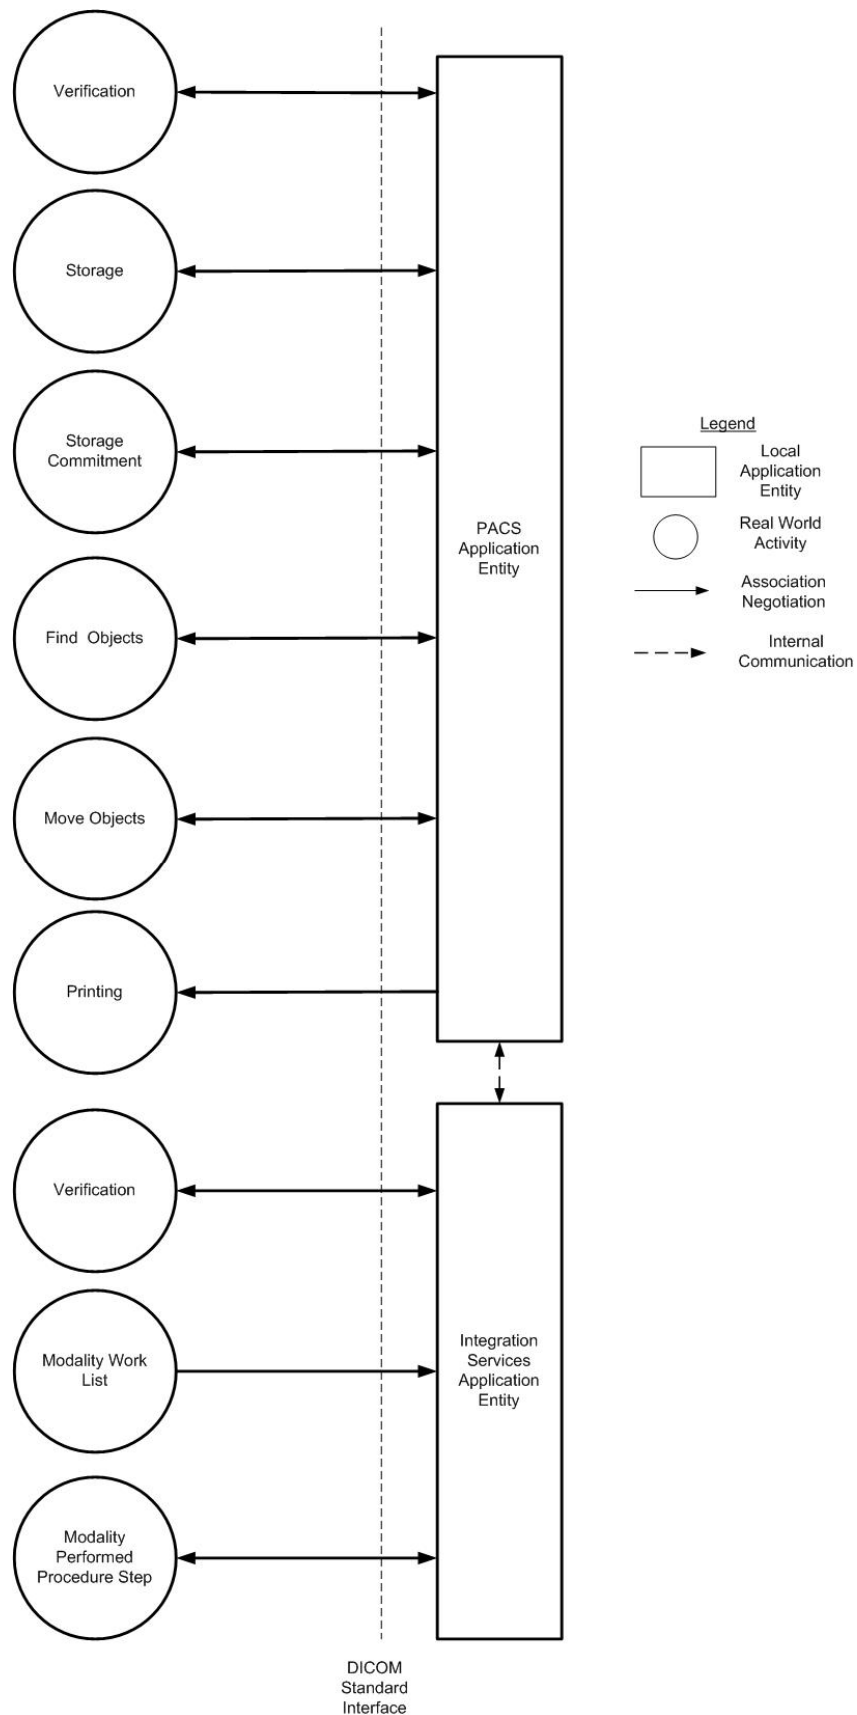 Verification
Storage
Storage
Commitment
Find Objects
Move Objects
Printing
Verification
Modality Work
List
Modality
Performed
Procedure Step
PACS
Application
Entity
Integration
Services
Application
Entity
DICOM
Standard
Interface
Legend
Local
Application
Entity
Real World
Activity
Association
Negotiation
Internal
Communication